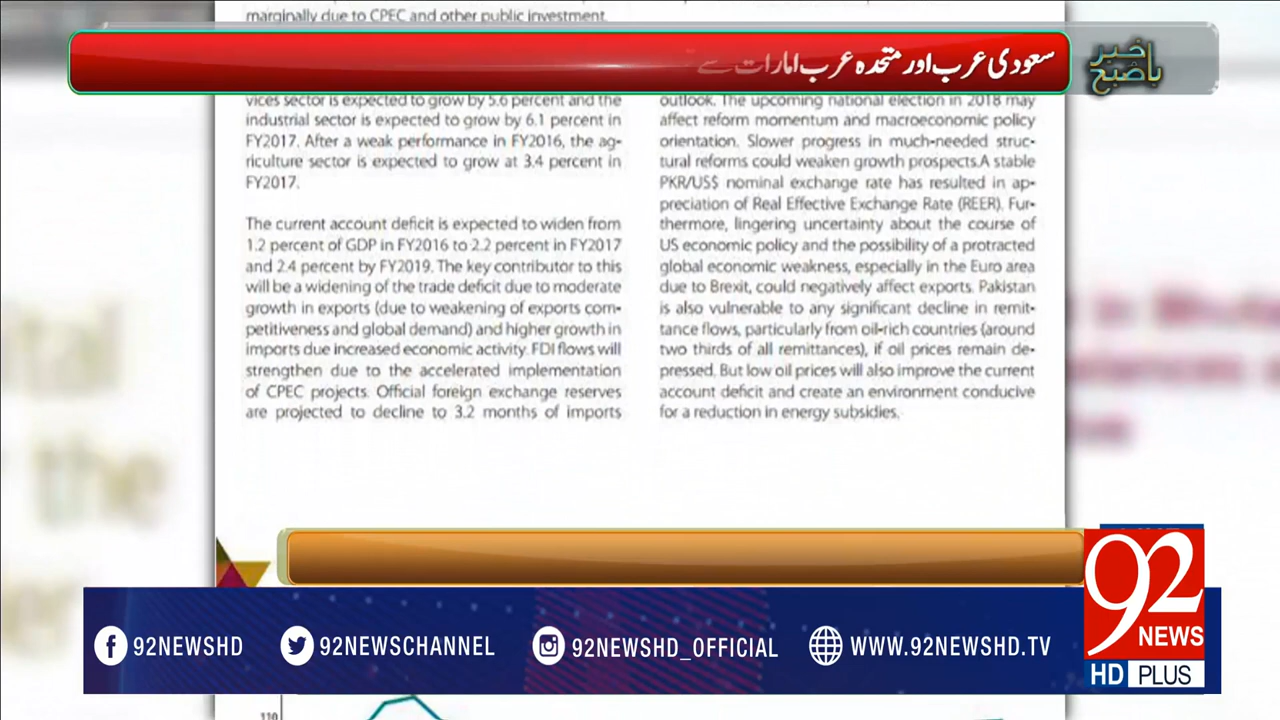 marginally due to CPEC and other public investment.
سعودی عرب اور متحدہ عرب امارات سے
باخبر
صبح
vices sector is expected to grow by 5.6 percent and the
industrial sector is expected to grow by 6.1 percent in
FY2017. After a weak performance in FY2016, the ag-
riculture sector is expected to grow at 3.4 percent in
FY2017.
The current account deficit is expected to widen from
1.2 percent of GDP in FY2016 to 2.2 percent in FY2017
and 2.4 percent by FY2019. The key contributor to this
will be a widening of the trade deficit due to moderate
growth in exports (due to weakening of exports com-
petitiveness and global demand) and higher growth in
imports due increased economic activity. FDI flows will
strengthen due to the accelerated implementation
of CPEC projects. Official foreign exchange reserves
are projected to decline to 3.2 months of imports
outlook. The upcoming national election in 2018 may
affect reform momentum and macroeconomic policy
orientation. Slower progress in much-needed struc-
tural reforms could weaken growth prospects.A stable
PKR/US$ nominal exchange rate has resulted in ap-
preciation of Real Effective Exchange Rate (REER). Fur-
thermore, lingering uncertainty about the course of
US economic policy and the possibility of a protracted
global economic weakness, especially in the Euro area
due to Brexit, could negatively affect exports. Pakistan
is also vulnerable to any significant decline in remit-
tance flows, particularly from oil-rich countries (around
two thirds of all remittances), if oil prices remain de-
pressed. But low oil prices will also improve the current
account deficit and create an environment conducive
for a reduction in energy subsidies.
92NEWSHD
92NEWSCHANNEL
92NEWSHD_OFFICIAL
WWW.92NEWSHD.TV
92
NEWS
HD PLUS
110